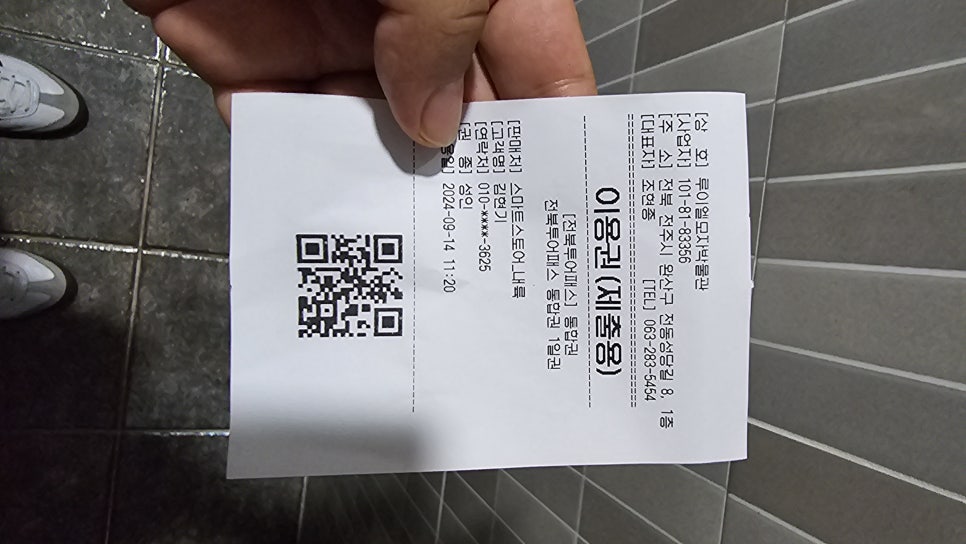 [상 호] 루이엘모자박물관
[사업자] 101-81-83356
[주 소] 전북 전주시 완산구 전동성당길 8, 1층
[대표자] 조현종 [TEL] 063-283-5454
이용권(제출용)
[전북투어패스] 통합권
전북투어패스 통합권 1일권
[판매처] 스마트스토어_내륙
[고객명] 김현기
[연락처] 010-****-3625
[권 종] 성인
일] 2024-09-14 11:20